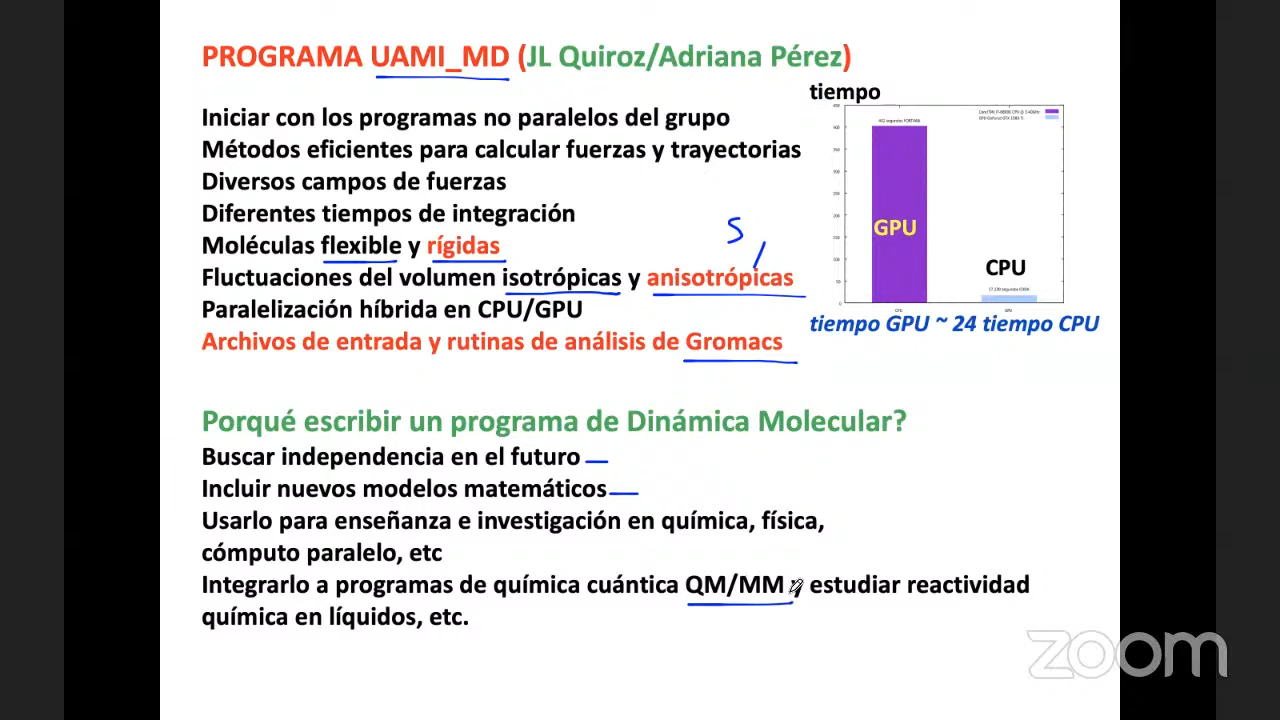 PROGRAMA UAMI_MD (JL Quiroz/Adriana Pérez)
Iniciar con los programas no paralelos del grupo
Métodos eficientes para calcular fuerzas y trayectorias
Diversos campos de fuerzas
Diferentes tiempos de integración
Moléculas flexible y rígidas
Fluctuaciones del volumen isotrópicas y anisotrópicas
Paralelización híbrida en CPU/GPU
Archivos de entrada y rutinas de análisis de Gromacs
S
tiempo
GPU
CPU
CPU
GPU
tiempo GPU ~ 24 tiempo CPU
Porqué escribir un programa de Dinámica Molecular?
Buscar independencia en el futuro
Incluir nuevos modelos matemáticos
Usarlo para enseñanza e investigación en química, física,
cómputo paralelo, etc
Integrarlo a programas de química cuántica QM/MM y estudiar reactividad
química en líquidos, etc.
zoom